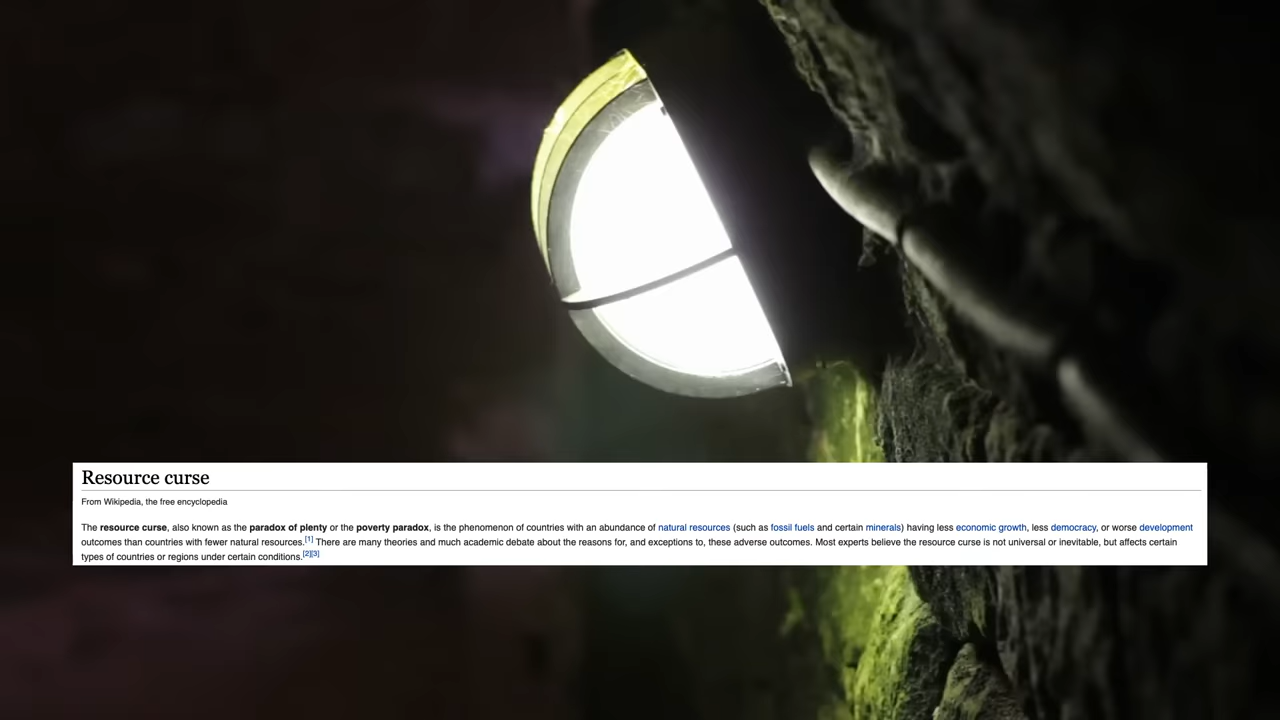 Resource curse
From Wikipedia, the free encyclopedia
The resource curse, also known as the paradox of plenty or the poverty paradox, is the phenomenon of countries with an abundance of natural resources (such as fossil fuels and certain minerals) having less economic growth, less democracy, or worse development
outcomes than countries with fewer natural resources.[1] There are many theories and much academic debate about the reasons for, and exceptions to, these adverse outcomes. Most experts believe the resource curse is not universal or inevitable, but affects certain
types of countries or regions under certain conditions.[2][3]